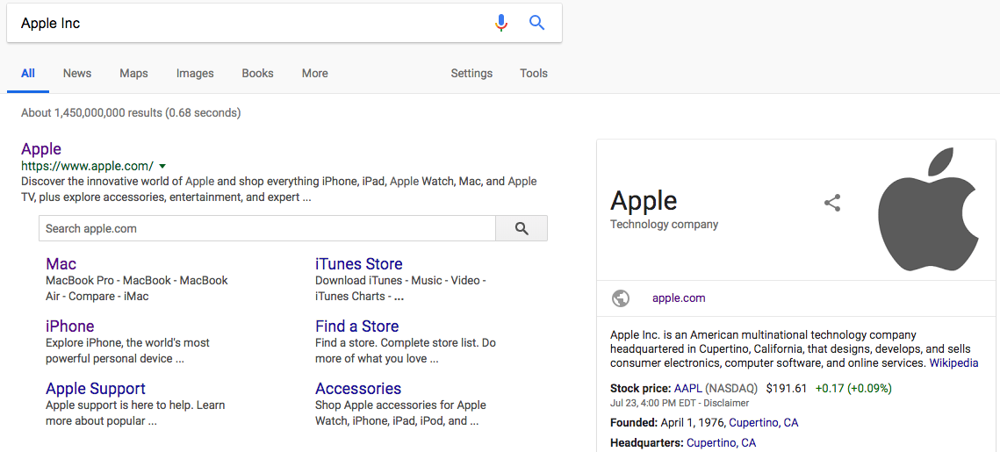 Apple Inc
All News Maps Images Books More Settings Tools
About 1,450,000,000 results (0.68 seconds)
Apple
https://www.apple.com/
Discover the innovative world of Apple and shop everything iPhone, iPad, Apple Watch, Mac, and Apple
TV, plus explore accessories, entertainment, and expert ...
Search apple.com
Mac
MacBook Pro - MacBook - MacBook
Air - Compare - iMac
iTunes Store
Download iTunes - Music - Video -
iTunes Charts - ...
iPhone
Explore iPhone, the world's most
powerful personal device ...
Find a Store
Find a store. Complete store list. Do
more of what you love ...
Apple Support
Apple support is here to help. Learn
more about popular ...
Accessories
Shop Apple accessories for Apple
Watch, iPhone, iPad, iPod, and ...
Apple
Technology company
apple.com
Apple Inc. is an American multinational technology company
headquartered in Cupertino, California, that designs, develops, and sells
consumer electronics, computer software, and online services. Wikipedia
Stock price: AAPL (NASDAQ) $191.61 +0.17 (+0.09%)
Jul 23, 4:00 PM EDT - Disclaimer
Founded: April 1, 1976, Cupertino, CA
Headquarters: Cupertino, CA